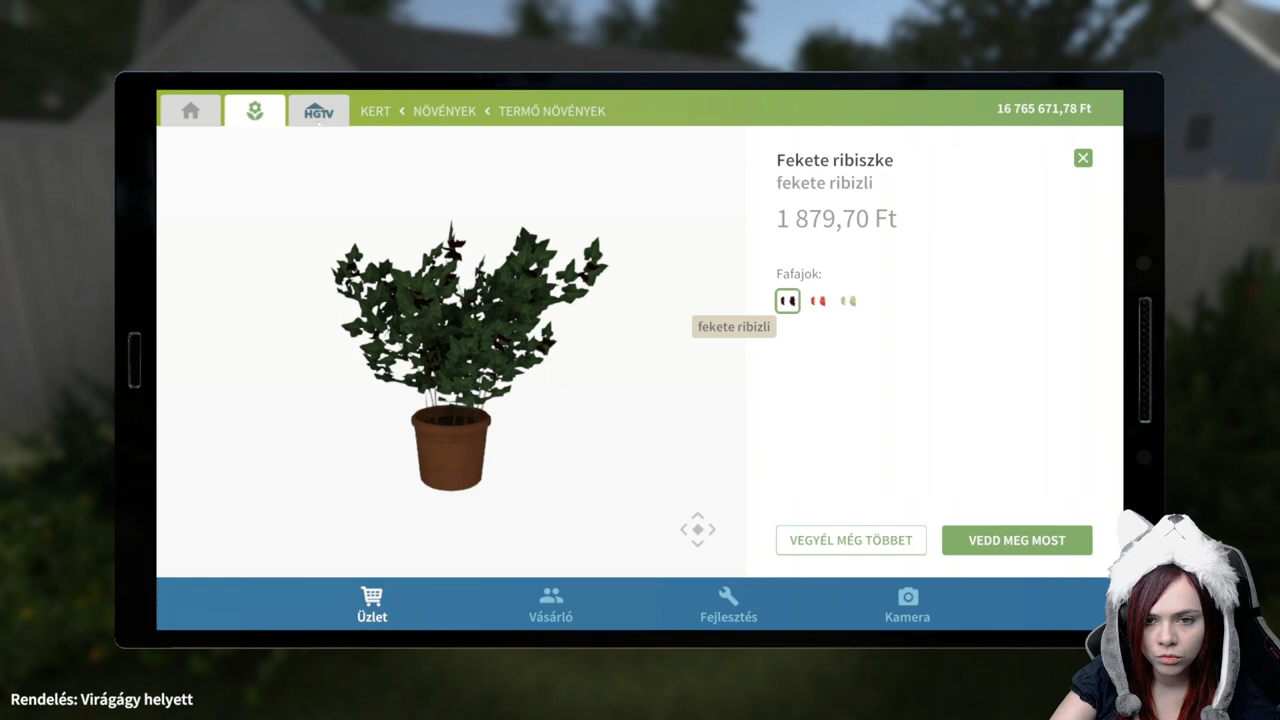 HGTV
KERT < NÖVÉNYEK < TERMŐ NÖVÉNYEK
16 765 671,78 Ft
Fekete ribiszke
fekete ribizli
1 879,70 Ft
Fafajok:
fekete ribizli
VEGYÉL MÉG TÖBBET
VEDD MEG MOST
Üzlet
Vásárló
Fejlesztés
Kamera
Rendelés: Virágágy helyett